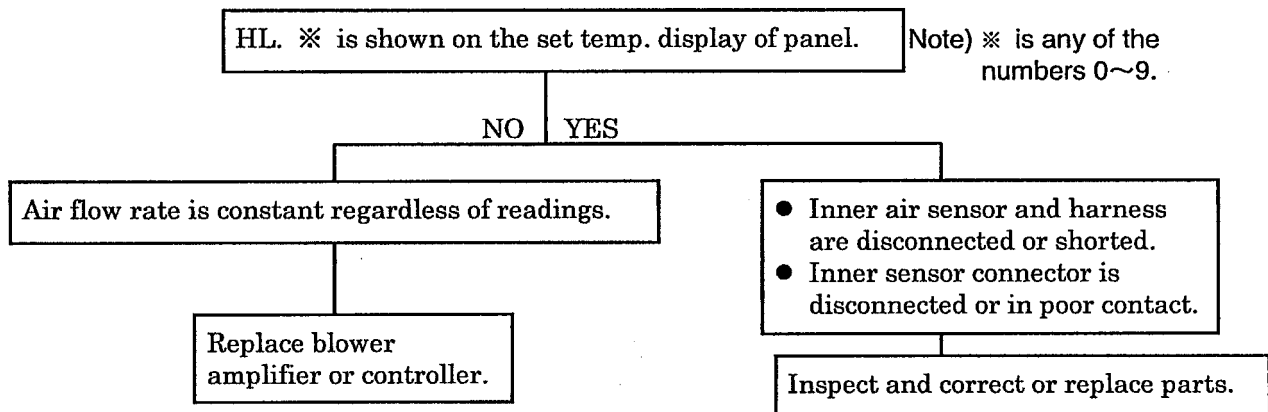 HL. ※ is shown on the set temp. display of panel.
Note) ※ is any of the
numbers 0～9.
NO YES
Air flow rate is constant regardless of readings.
Replace blower
amplifier or controller.
● Inner air sensor and harness
are disconnected or shorted.
● Inner sensor connector is
disconnected or in poor contact.
Inspect and correct or replace parts.